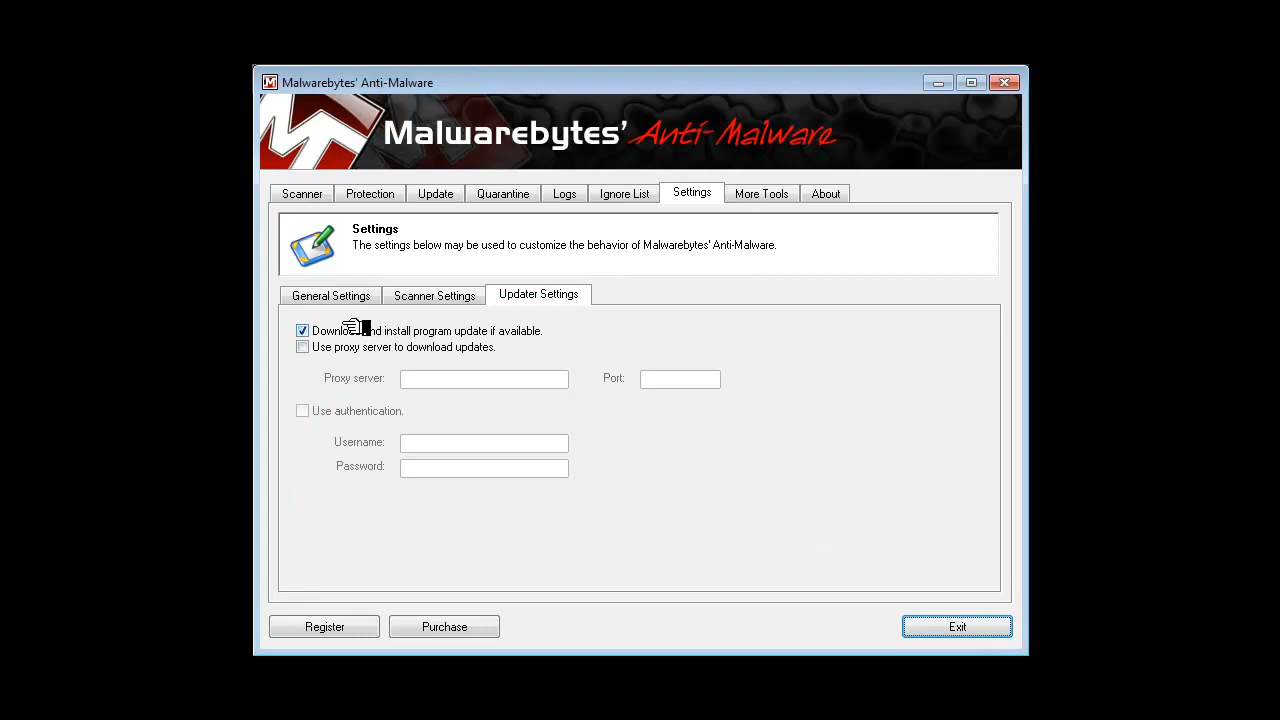 Malwarebytes' Anti-Malware
Malwarebytes' Anti-Malware
Scanner Protection Update Quarantine Logs Ignore List Settings More Tools About
Settings
The settings below may be used to customize the behavior of Malwarebytes' Anti-Malware.
General Settings Scanner Settings Updater Settings
install program update if available.
Use proxy server to download updates.
Proxy server: Port:
Use authentication.
Username:
Password:
Register Purchase Exit